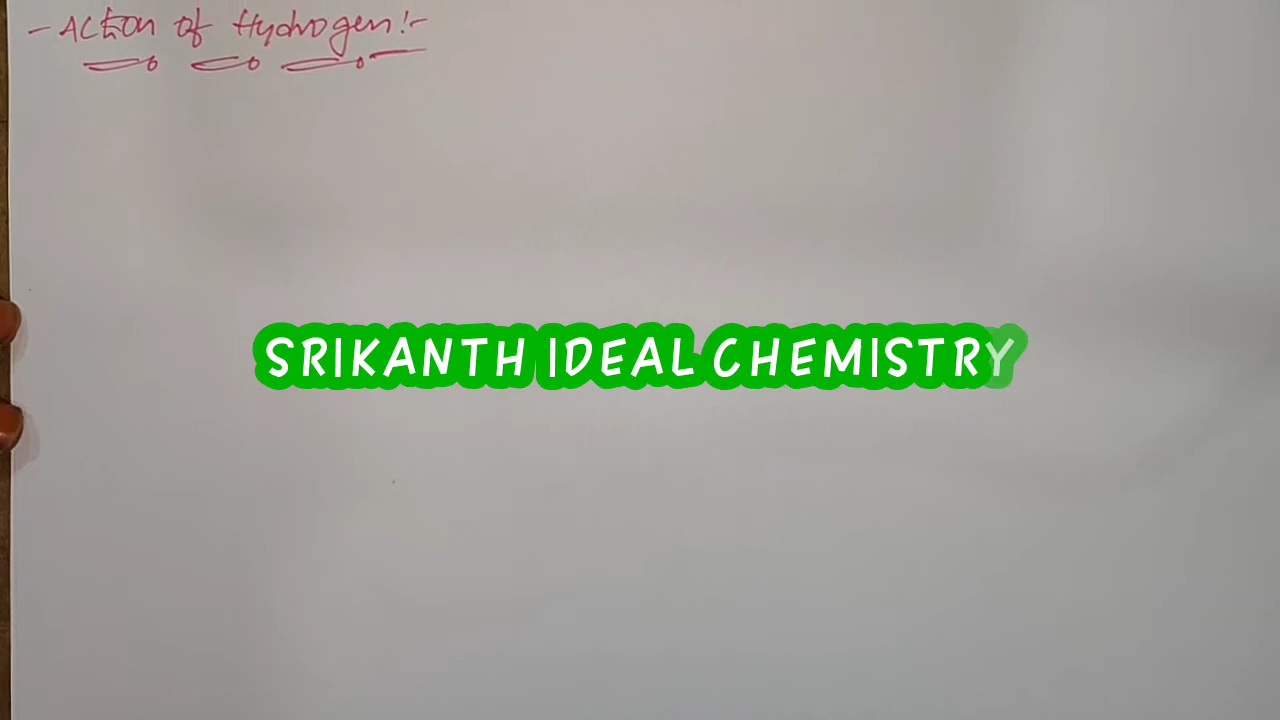 -Action of Hydrogen:-
SRIKANTH IDEAL CHEMISTRY